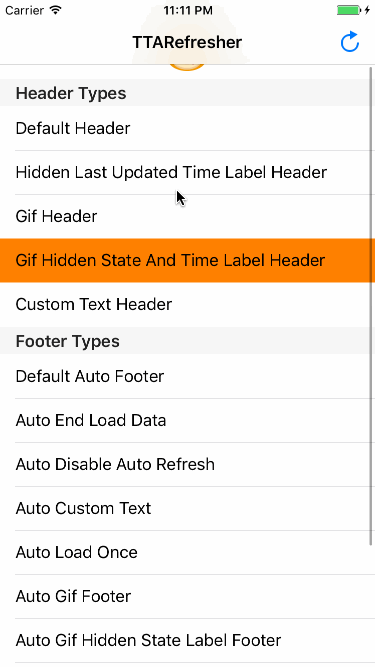 Carrier 11:11 PM
TTARefresher
Header Types
Default Header
Hidden Last Updated Time Label Header
Gif Header
Gif Hidden State And Time Label Header
Custom Text Header
Footer Types
Default Auto Footer
Auto End Load Data
Auto Disable Auto Refresh
Auto Custom Text
Auto Load Once
Auto Gif Footer
Auto Gif Hidden State Label Footer